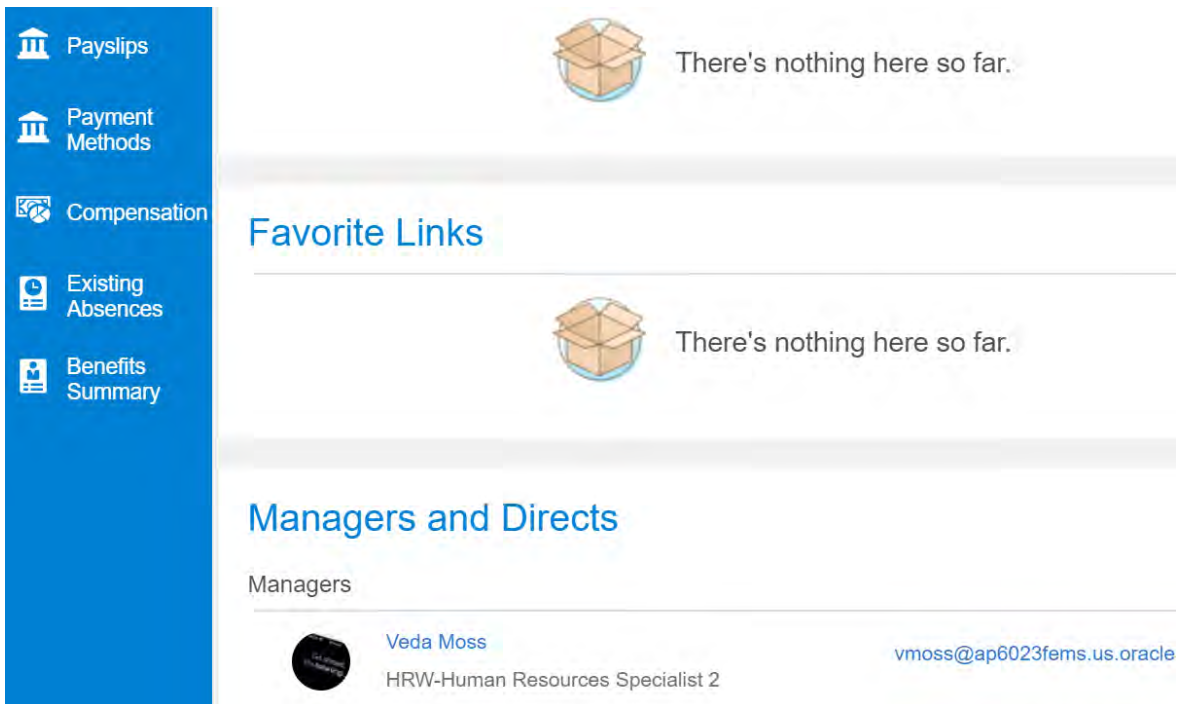 Payslips
Payment
Methods
Compensation
Existing
Absences
Benefits
Summary
There's nothing here so far.
Favorite Links
There's nothing here so far.
Managers and Directs
Managers
Veda Moss
vmoss@ap6023fems.us.oracle
HRW-Human Resources Specialist 2